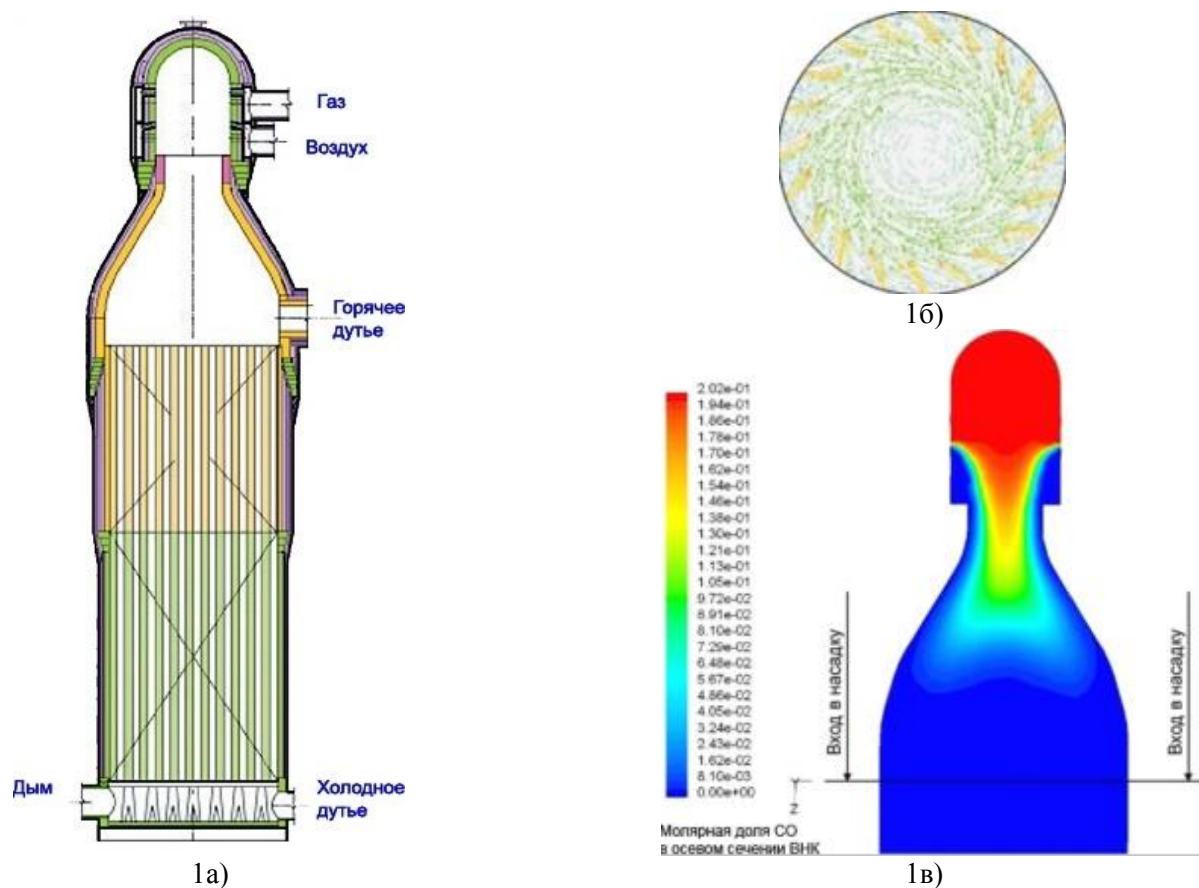 Газ
Воздух
Горячее
дутье
Дым
Холодное
дутье
1а)
1б)
2.02e-01
1.94e-01
1.86e-01
1.78e-01
1.70e-01
1.62e-01
1.54e-01
1.46e-01
1.38e-01
1.30e-01
1.21e-01
1.13e-01
1.05e-01
9.72e-02
8.91e-02
8.10e-02
7.29e-02
6.48e-02
5.67e-02
4.86e-02
4.05e-02
3.24e-02
2.43e-02
1.62e-02
8.10e-03
0.00e+00
Вход в насадку
Вход в насадку
Y
Z
Молярная доля СО
в осевом сечении ВНК
1в)